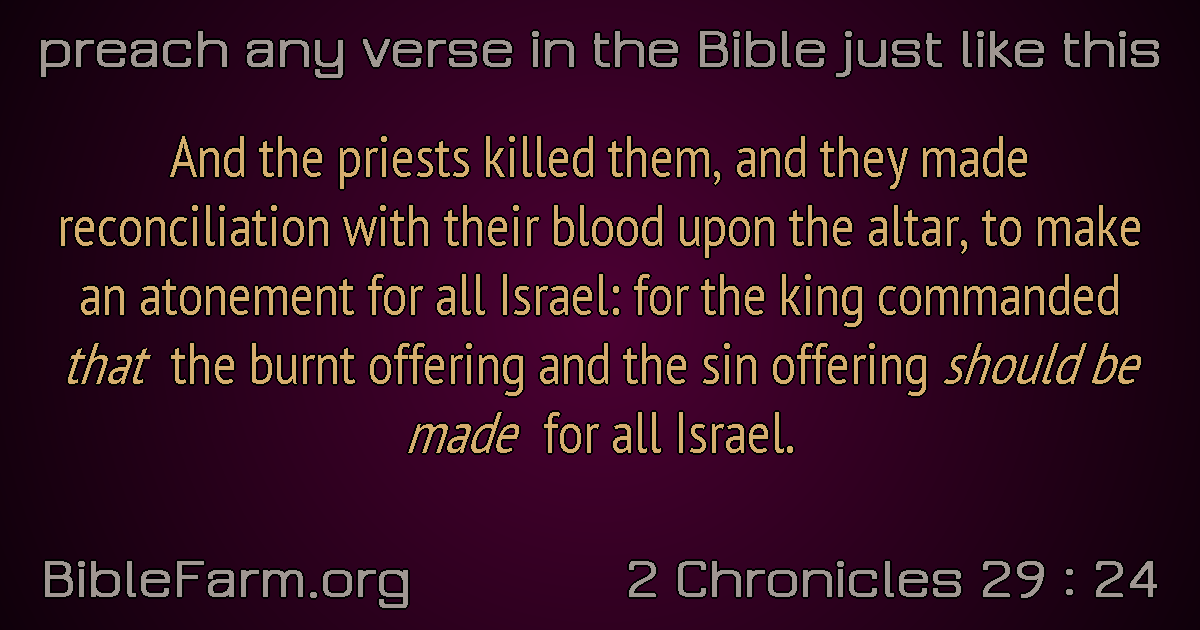 preach any verse in the Bible just like this
And the priests killed them, and they made
reconciliation with their blood upon the altar, to make
an atonement for all Israel: for the king commanded
that the burnt offering and the sin offering should be
made for all Israel.
BibleFarm.org
2 Chronicles 29 : 24